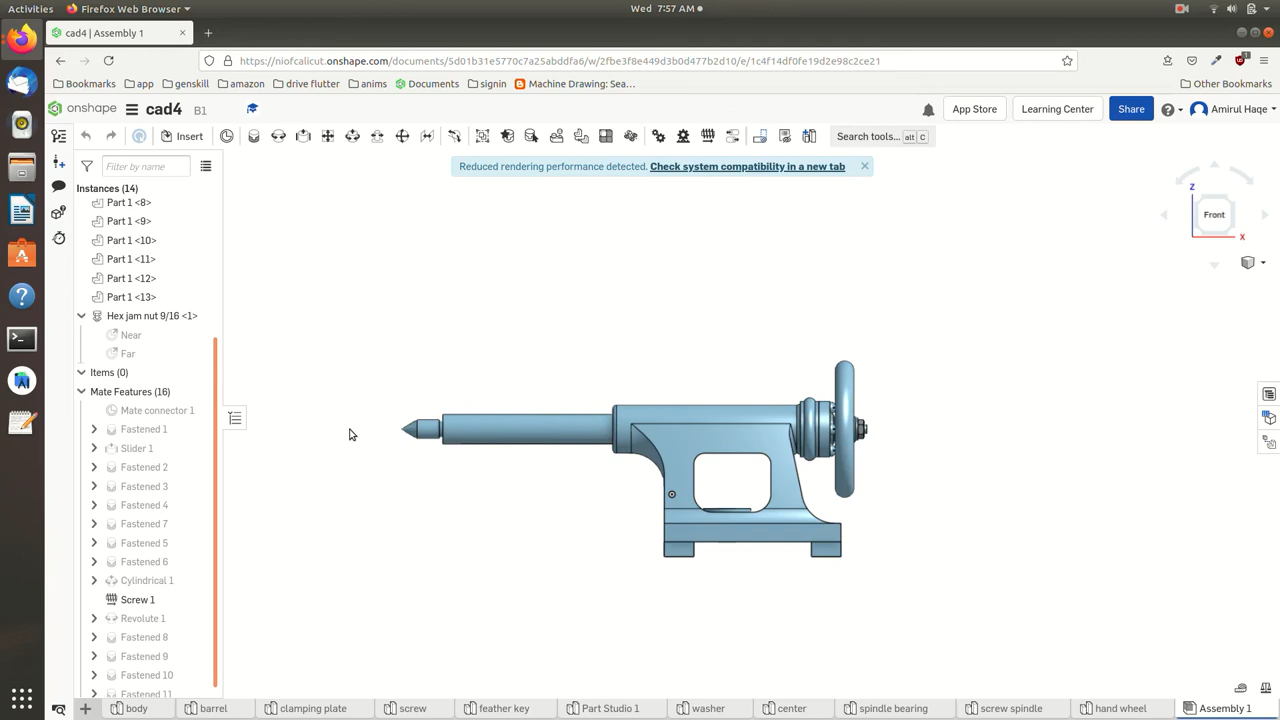 Activities
Firefox Web Browser
Wed 7:57 AM
cad4 | Assembly 1
https://niofcalicut.onshape.com/documents/5d01b31e5770c7a25abddfa6/w/2fbe3f8e449d3b0d477b2d10/e/1c4f14df0fe19d2e98c2ce21
Bookmarks
app
genskill
amazon
drive flutter
anims
Documents
signin
Machine Drawing: Sea...
Other Bookmarks
onshape
cad4
B1
App Store
Learning Center
Share
Amirul Haqe
Insert
Search tools...
alt
C
Filter by name
Reduced rendering performance detected. Check system compatibility in a new tab
Instances (14)
Part 1 <8>
Part 1 <9>
Part 1 <10>
Part 1 <11>
Part 1 <12>
Part 1 <13>
Hex jam nut 9/16 <1>
Near
Far
Items (0)
Mate Features (16)
Mate connector 1
Fastened 1
Slider 1
Fastened 2
Fastened 3
Fastened 4
Fastened 7
Fastened 5
Fastened 6
Cylindrical 1
Screw 1
Revolute 1
Fastened 8
Fastened 9
Fastened 10
Fastened 11
Z
Front
X
body
barrel
clamping plate
screw
feather key
Part Studio 1
washer
center
spindle bearing
screw spindle
hand wheel
Assembly 1